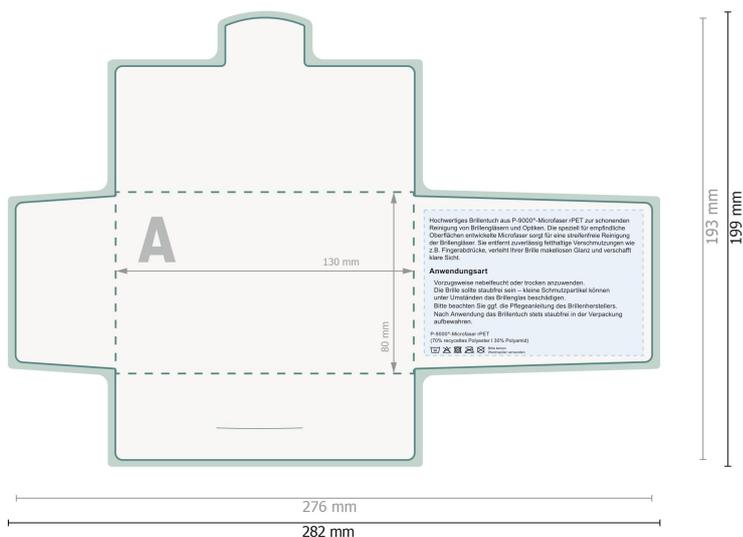 A
130 mm
80 mm
Hochwertiges Brillentuch aus P-9000®-Microfaser rPET zur schonenden
Reinigung von Brillengläsern und Optiken. Die speziell für empfindliche
Oberflächen entwickelte Microfaser sorgt für eine streifenfreie Reinigung
der Brillengläser. Sie entfernt zuverlässig fetthaltige Verschmutzungen wie
z.B. Fingerabdrücke, verleiht Ihrer Brille makellosen Glanz und verschafft
klare Sicht.
Anwendungsart
Vorzugsweise nebelfeucht oder trocken anzuwenden.
Die Brille sollte staubfrei sein – kleine Schmutzpartikel können
unter Umständen das Brillenglas beschädigen.
Bitte beachten Sie ggf. die Pflegeanleitung des Brillenherstellers.
Nach Anwendung das Brillentuch stets staubfrei in der Verpackung
aufbewahren.
P-9000®-Microfaser rPET
(70% recyceltes Polyester I 30% Polyamid)
193 mm
199 mm
276 mm
282 mm